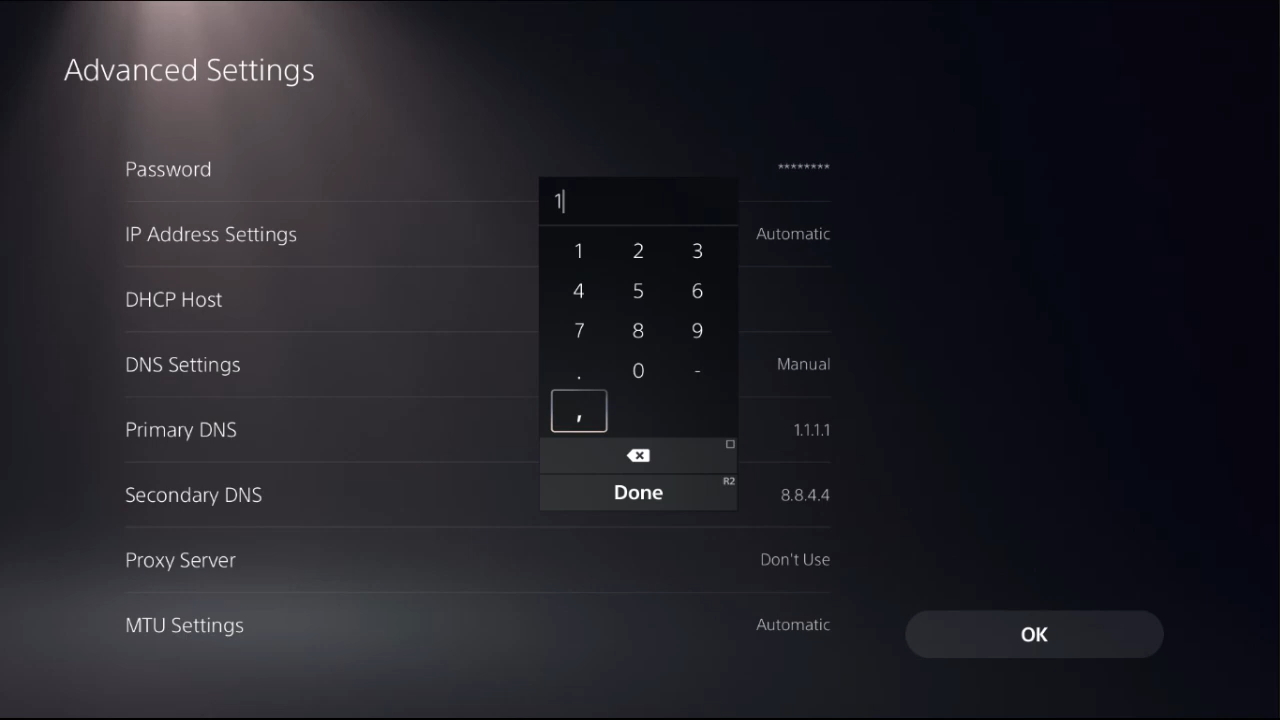 Advanced Settings
Password ********
IP Address Settings Automatic
DHCP Host
DNS Settings Manual
Primary DNS 1.1.1.1
Secondary DNS 8.8.4.4
Proxy Server Don't Use
MTU Settings Automatic
1
1 2 3
4 5 6
7 8 9
. 0 -
,
Done R2
OK